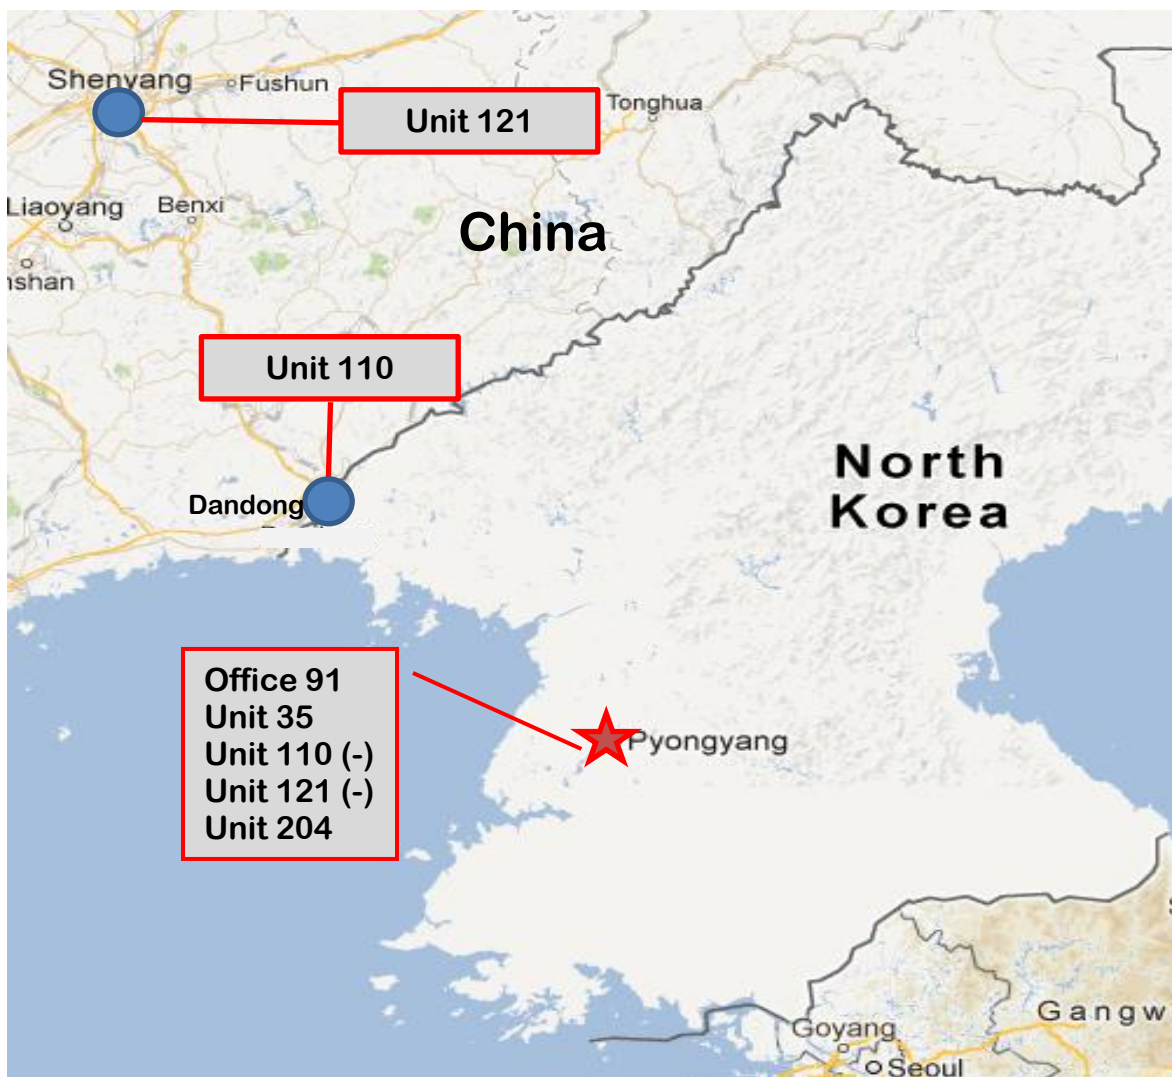 Shenyang
Fushun
Unit 121
Tonghua
Liaoyang
Benxi
China
nshan
Unit 110
North
Korea
Dandong
Office 91
Unit 35
Unit 110 (-)
Unit 121 (-)
Unit 204
Pyongyang
Gangw
Goyang
Seoul